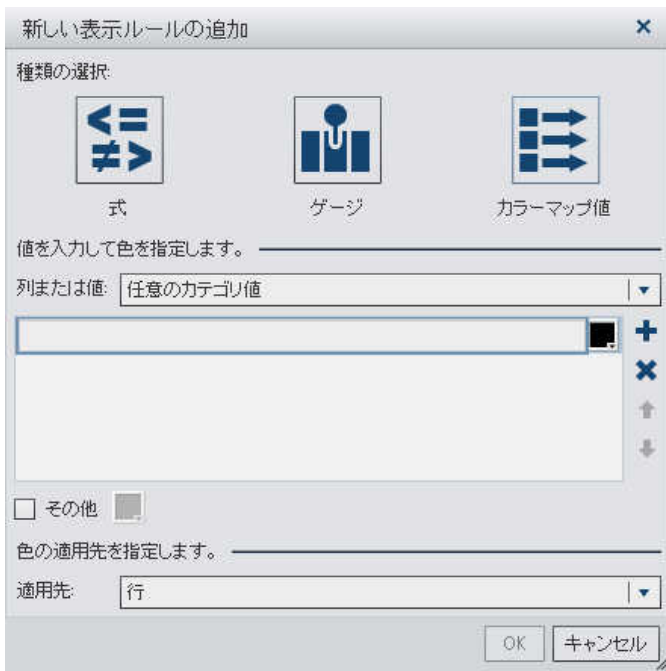 新しい表示ルールの追加
種類の選択:
式 ゲージ カラーマップ値
値を入力して色を指定します。
列または値: 任意のカテゴリ値
その他
色の適用先を指定します。
適用先: 行
OK キャンセル